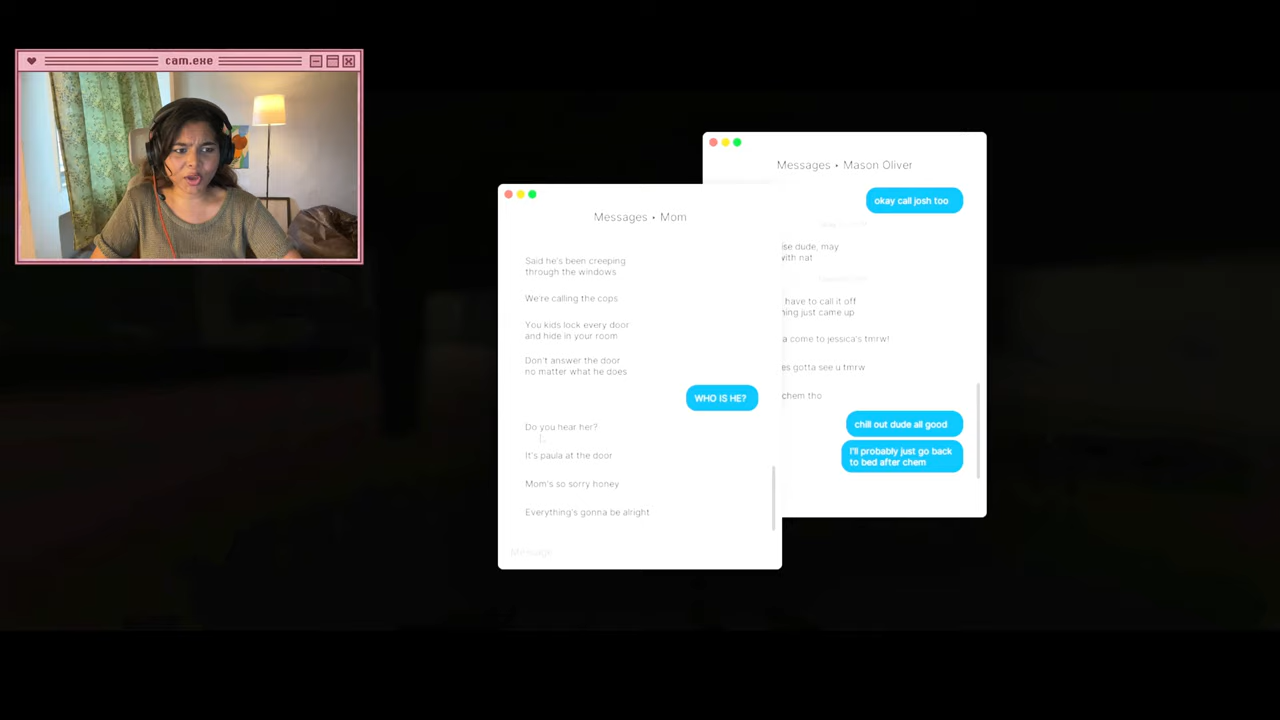 cam.exe
Messages • Mom
Said he's been creeping
through the windows
We're calling the cops
You kids lock every door
and hide in your room
Don't answer the door
no matter what he does
WHO IS HE?
Do you hear her?
It's paula at the door
Mom's so sorry honey
Everything's gonna be alright
Message
Messages • Mason Oliver
okay call josh too
dude, may
with nat
have to call it off
just came up
come to jessica's tmrw!
gotta see u tmrw
chem tho
chill out dude all good
I'll probably just go back
to bed after chem